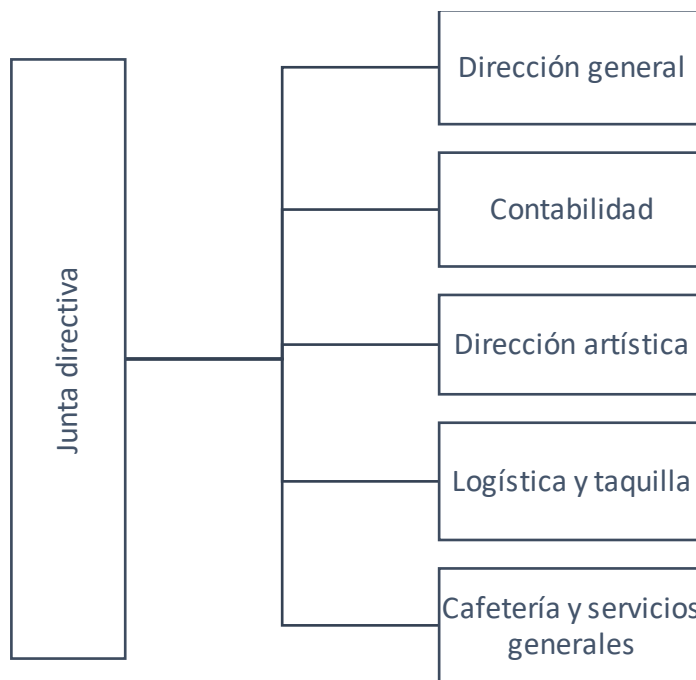 Junta directiva
Dirección general
Contabilidad
Dirección artística
Logística y taquilla
Cafetería y servicios
generales